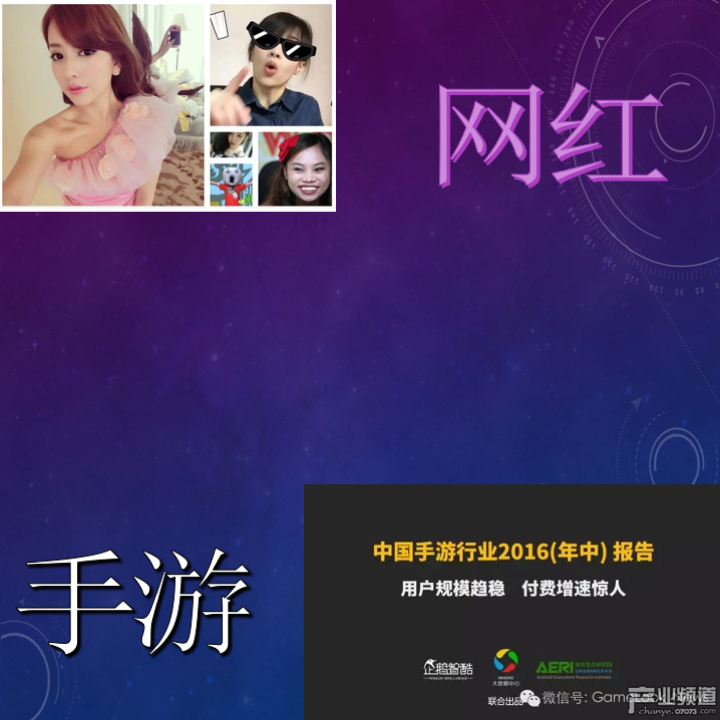 网红
手游
中国手游行业2016(年中) 报告
用户规模趋稳 付费增速惊人
企鹅智酷
大数据中心
AERI
联合出品
微信号: GameLook
产业频道
chanye.07073.com